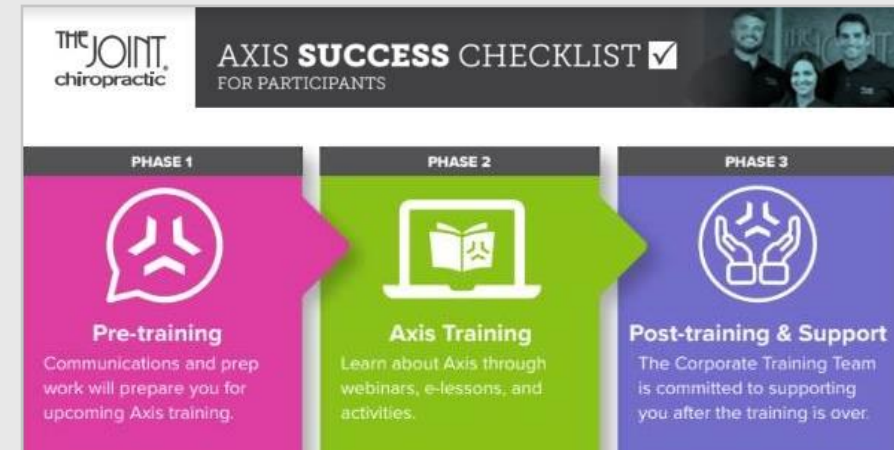 THE JOINT®
chiropractic
AXIS SUCCESS CHECKLIST
FOR PARTICIPANTS
PHASE 1
Pre-training
Communications and prep
work will prepare you for
upcoming Axis training.
PHASE 2
Axis Training
Learn about Axis through
webinars, e-lessons, and
activities.
PHASE 3
Post-training & Support
The Corporate Training Team
is committed to supporting
you after the training is over.